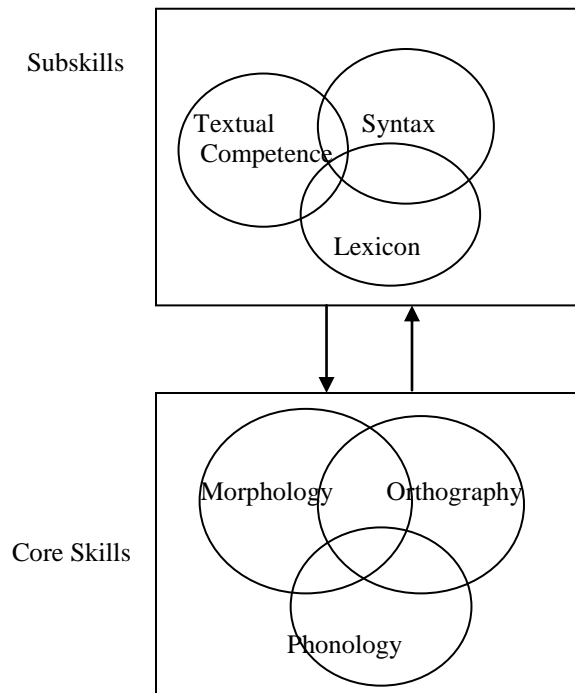 Subskills
Textual
Competence
Syntax
Lexicon
Morphology
Orthography
Core Skills
Phonology